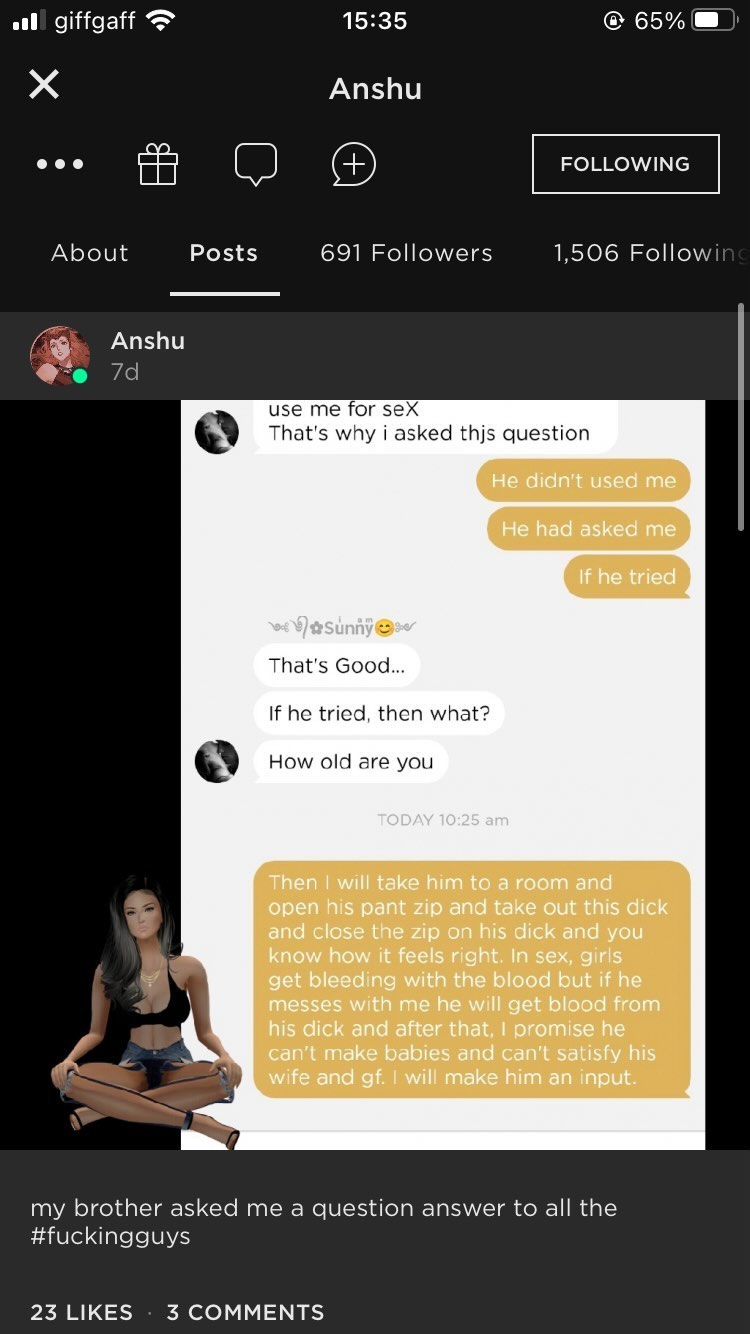 giffgaff
15:35
65%
Anshu
FOLLOWING
About
Posts
691 Followers
1,506 Following
Anshu
7d
use me for seX
That's why i asked thjs question
He didn't used me
He had asked me
If he tried
Sunny😊
That's Good...
If he tried, then what?
How old are you
TODAY 10:25 am
Then I will take him to a room and
open his pant zip and take out this dick
and close the zip on his dick and you
know how it feels right. In sex, girls
get bleeding with the blood but if he
messes with me he will get blood from
his dick and after that, I promise he
can't make babies and can't satisfy his
wife and gf. I will make him an input.
my brother asked me a question answer to all the
#fuckingguys
23 LIKES · 3 COMMENTS